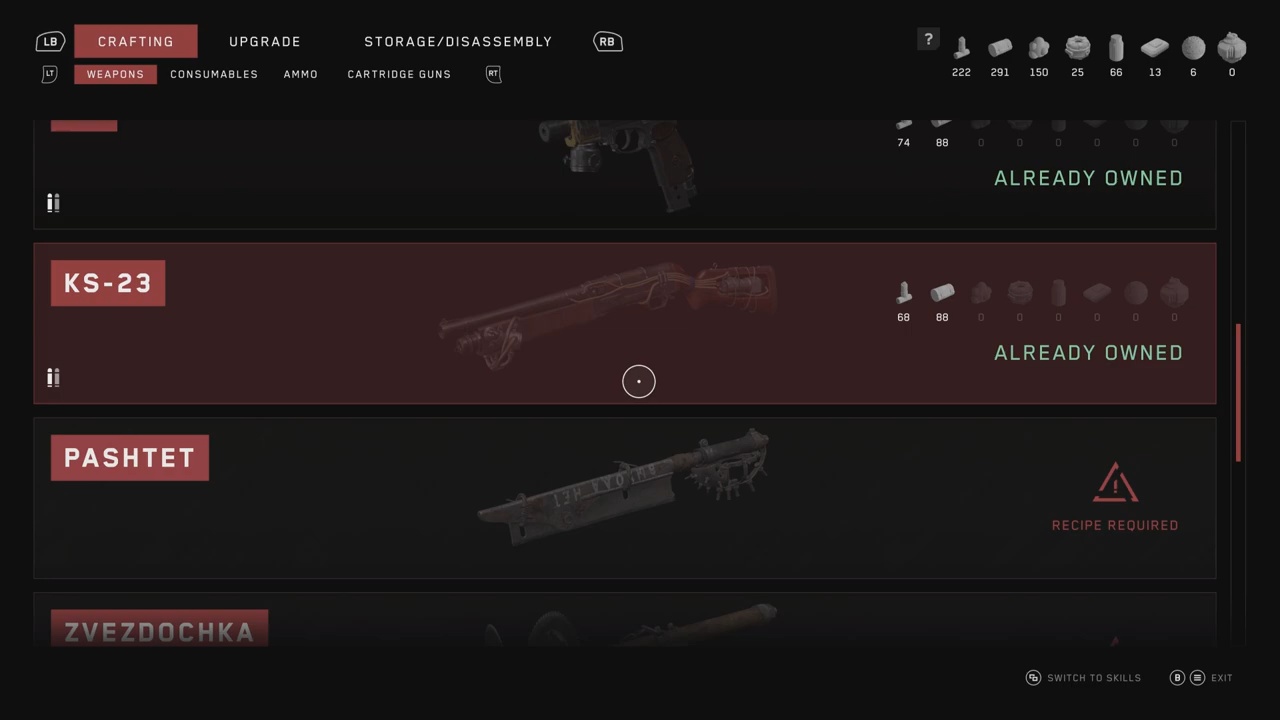 LB CRAFTING UPGRADE STORAGE/DISASSEMBLY RB ?
LT WEAPONS CONSUMABLES AMMO CARTRIDGE GUNS RT
222 291 150 25 66 13 6 0
74 88 0 0 0 0 0 0
ALREADY OWNED
KS-23
68 88 0 0 0 0 0 0
ALREADY OWNED
PASHTET
RECIPE REQUIRED
ZVEZDOCHKA
SWITCH TO SKILLS B EXIT